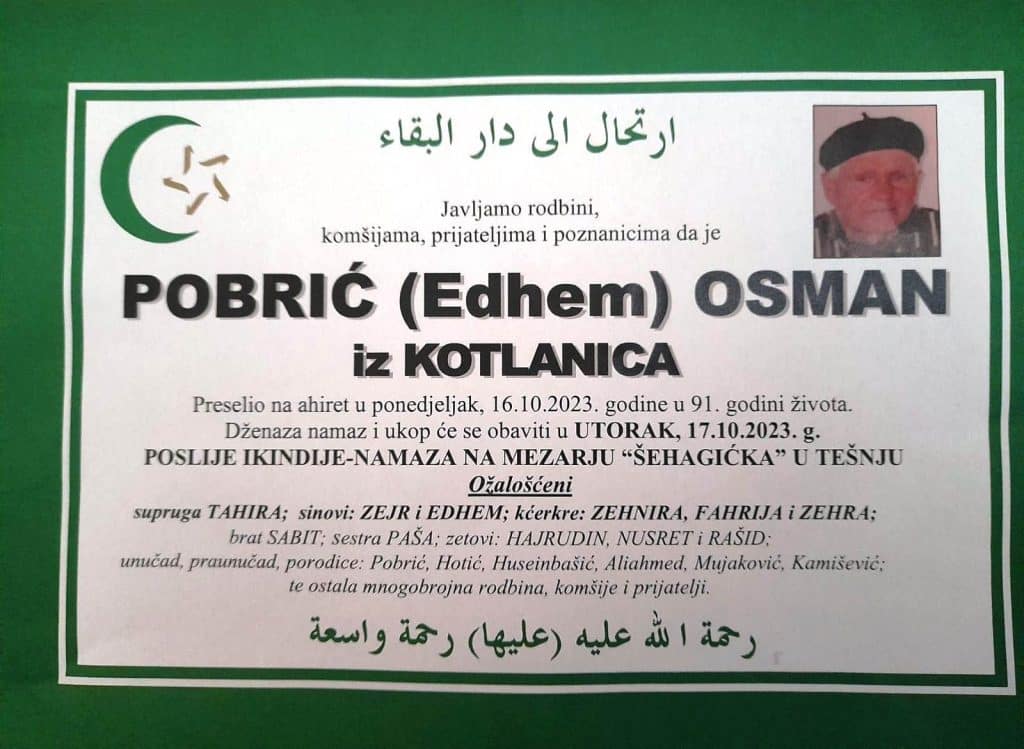 ارتحال الى دار البقاء
Javljamo rodbini,
komšijama, prijateljima i poznanicima da je
POBRIĆ (Edhem) OSMAN
iz KOTLANICA
Preselio na ahiret u ponedjeljak, 16.10.2023. godine u 91. godini života.
Dženaza namaz i ukop će se obaviti u UTORAK, 17.10.2023. g.
POSLIJE IKINDIJE-NAMAZA NA MEZARJU “ŠEHAGIĆKA” U TEŠNJU
Ožalošćeni
supruga TAHIRA; sinovi: ZEJR i EDHEM; kćerkre: ZEHNIRA, FAHRIJA i ZEHRA;
brat SABIT; sestra PAŠA; zetovi: HAJRUDIN, NUSRET i RAŠID;
unučad, praunučad, porodice: Pobrić, Hotić, Huseinbašić, Aliahmed, Mujaković, Kamišević;
te ostala mnogobrojna rodbina, komšije i prijatelji.
رحمة الله عليه (عليها) رحمة واسعة